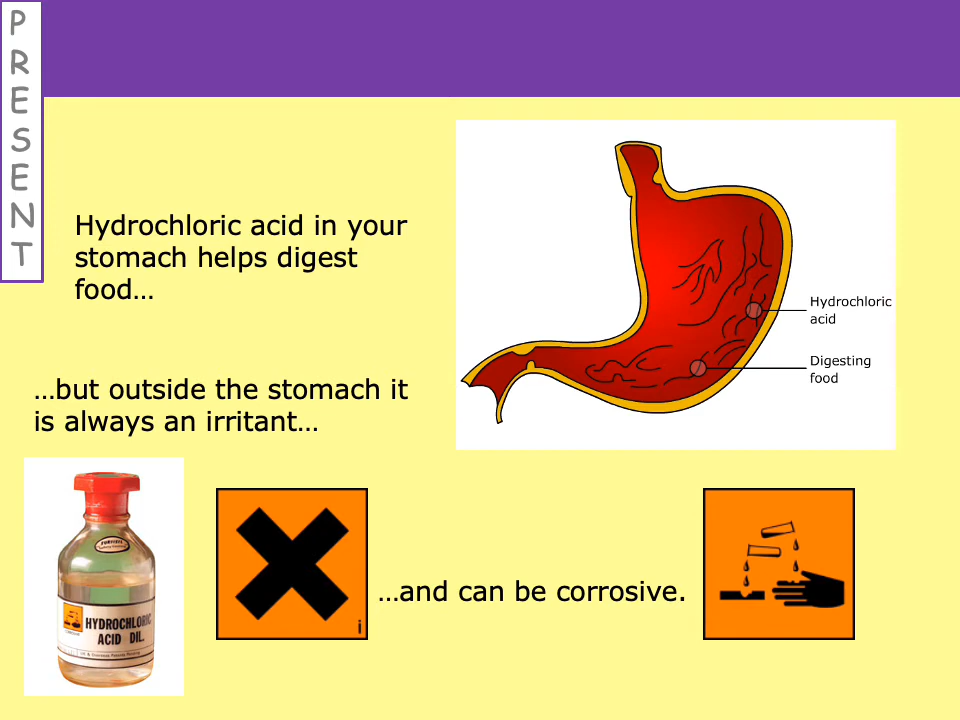 PRESENT
Hydrochloric acid in your
stomach helps digest
food…
Hydrochloric
acid
Digesting
food
…but outside the stomach it
is always an irritant…
HYDROCHLORIC
ACID DIL.
i
…and can be corrosive.